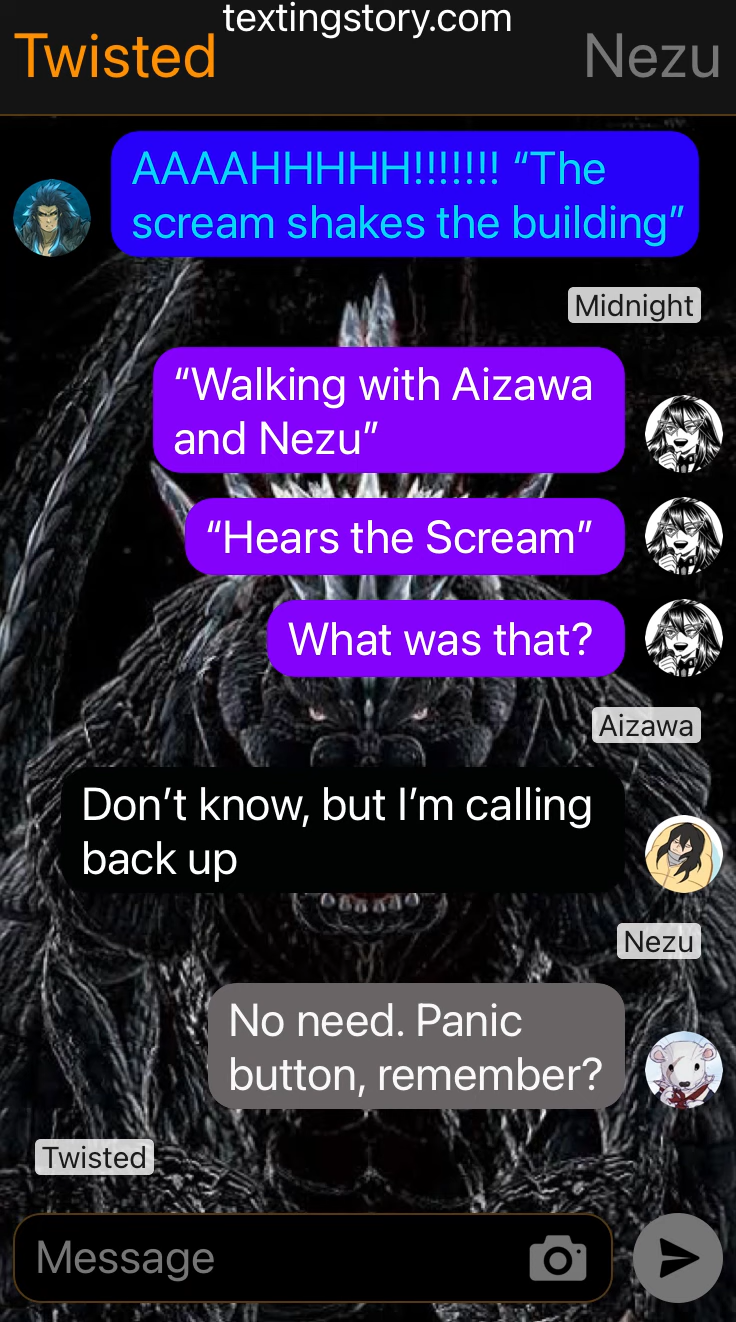 textingstory.com
Twisted
Nezu
AAAAHHHHH!!!!!!! “The
scream shakes the building”
Midnight
“Walking with Aizawa
and Nezu”
“Hears the Scream”
What was that?
Aizawa
Don’t know, but I’m calling
back up
Nezu
No need. Panic
button, remember?
Twisted
Message